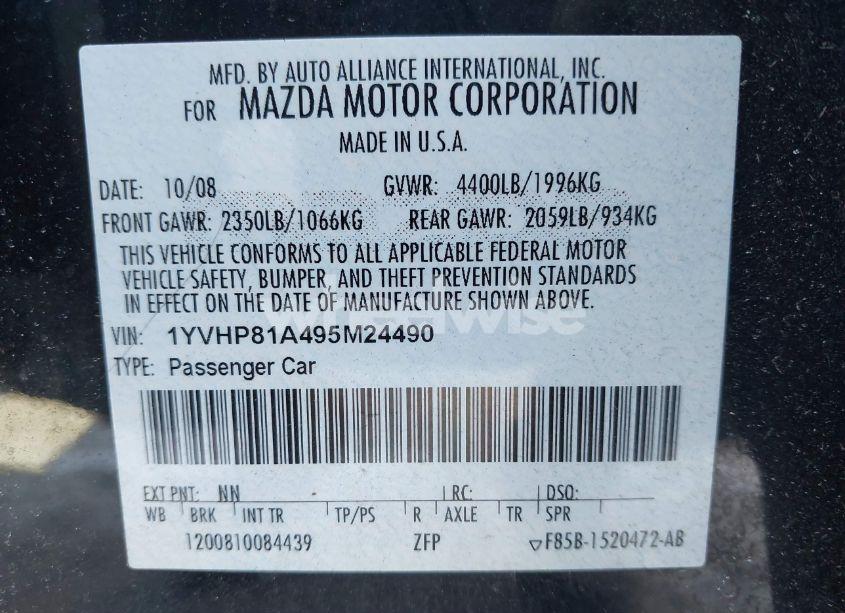 MFD. BY AUTO ALLIANCE INTERNATIONAL, INC.
FOR MAZDA MOTOR CORPORATION
MADE IN U.S.A.
DATE: 10/08 GVWR: 4400LB/1996KG
FRONT GAWR: 2350LB/1066KG REAR GAWR: 2059LB/934KG
THIS VEHICLE CONFORMS TO ALL APPLICABLE FEDERAL MOTOR
VEHICLE SAFETY, BUMPER, AND THEFT PREVENTION STANDARDS
IN EFFECT ON THE DATE OF MANUFACTURE SHOWN ABOVE.
wheelwise
VIN: 1YVHP81A495M24490
TYPE: Passenger Car
EXT PNT: NN RC: DSO:
WB BRK INT TR TP/PS R AXLE TR SPR
1200810084439 ZFP F85B-1520472-AB